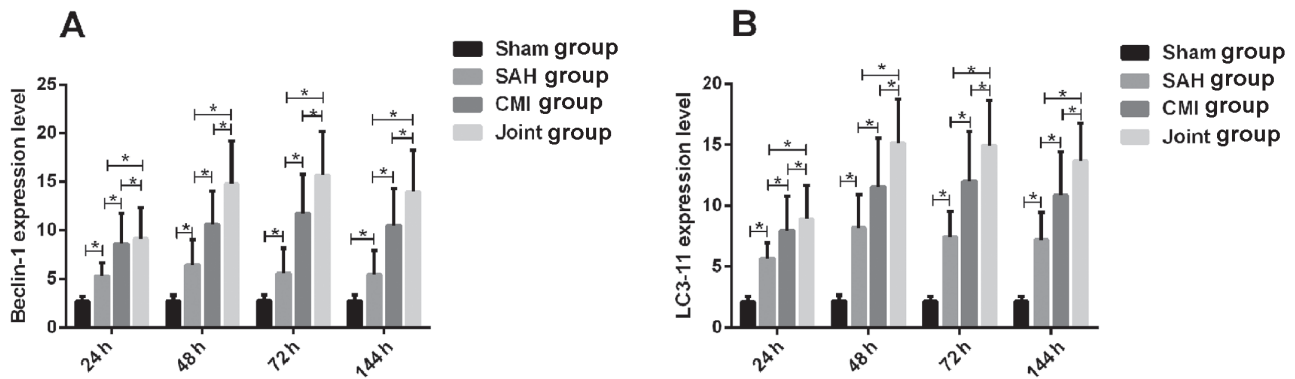 A
Sham group
SAH group
CMI group
Joint group
Beclin-1 expression level
25
20
15
10
5
0
* * * *
* * * *
* * * *
* * * *
24 h
48 h
72 h
144 h
B
Sham group
SAH group
CMI group
Joint group
LC3-11 expression level
20
15
10
5
0
* * * *
* * * *
* * * *
* * * *
24 h
48 h
72 h
144 h